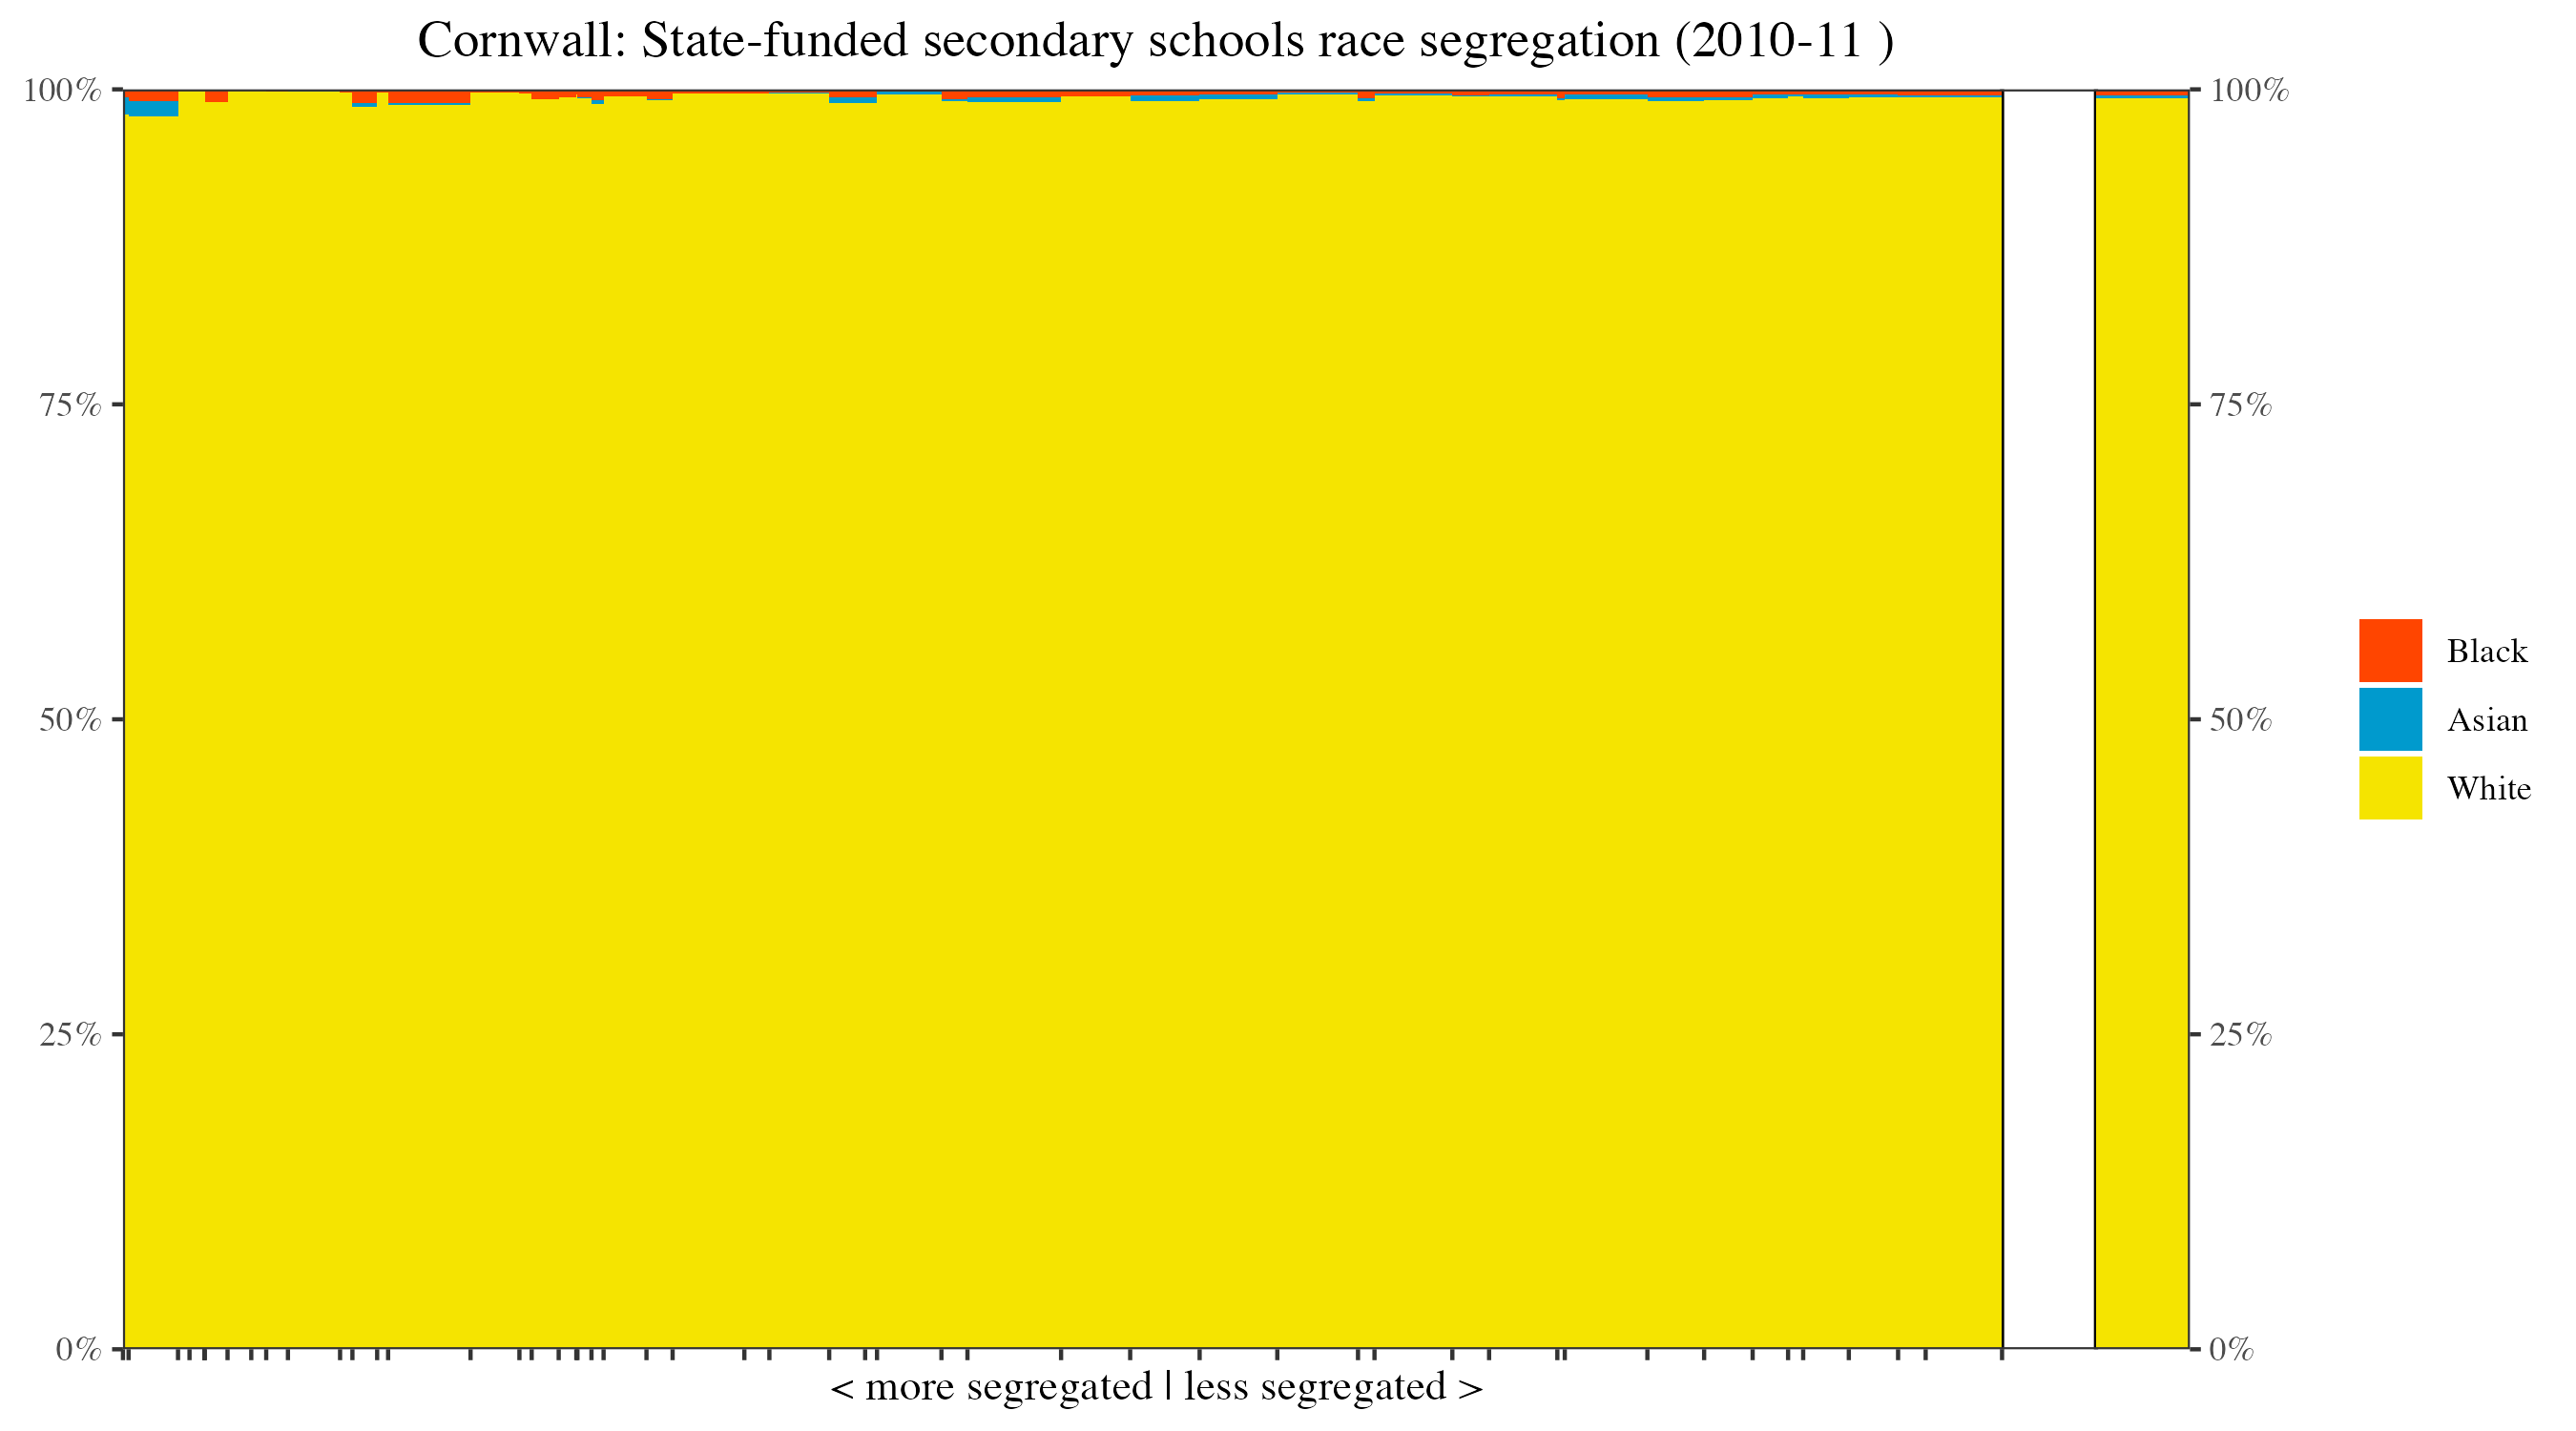 Cornwall: State-funded secondary schools race segregation (2010-11 )
100%
75%
50%
25%
0%
100%
75%
50%
25%
0%
Black
Asian
White
< more segregated | less segregated >